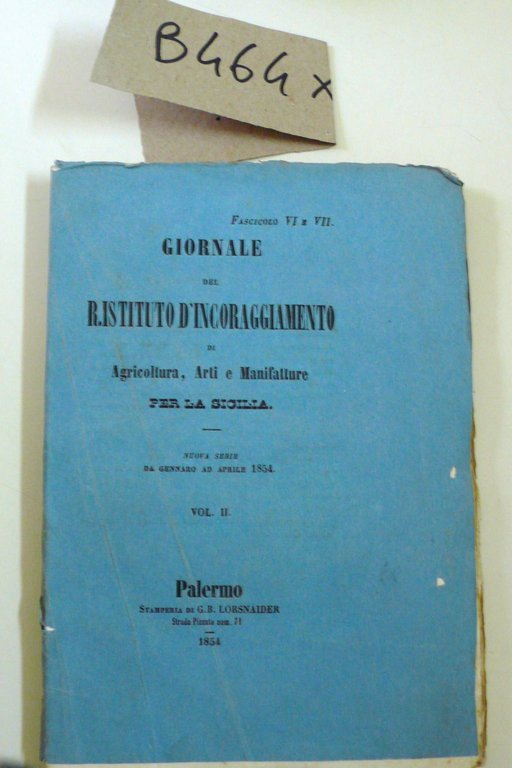 B464x
FASCICOLO VI E VII.
GIORNALE
DEL
R.ISTITUTO D'INCORAGGIAMENTO
DI
Agricoltura, Arti e Manifatture
PER LA SICILIA.
NUOVA SERIE
DA GENNARO AD APRILE 1854.
VOL. II.
Palermo
STAMPERIA DI G.B. LORSNAIDER
Strada Pizzuto num. 71
1854